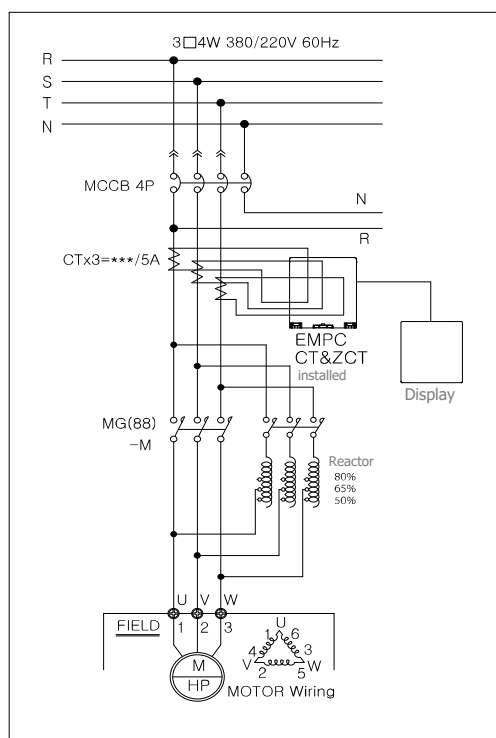 3□4W 380/220V 60Hz
R
S
T
N
MCCB 4P
N
R
CTx3=***/5A
EMPC
CT&ZCT
installed
Display
MG(88)
-M
Reactor
80%
65%
50%
U V W
FIELD
1 2 3
U
1 6
4 3
V 2 5 W
M
HP
MOTOR Wiring